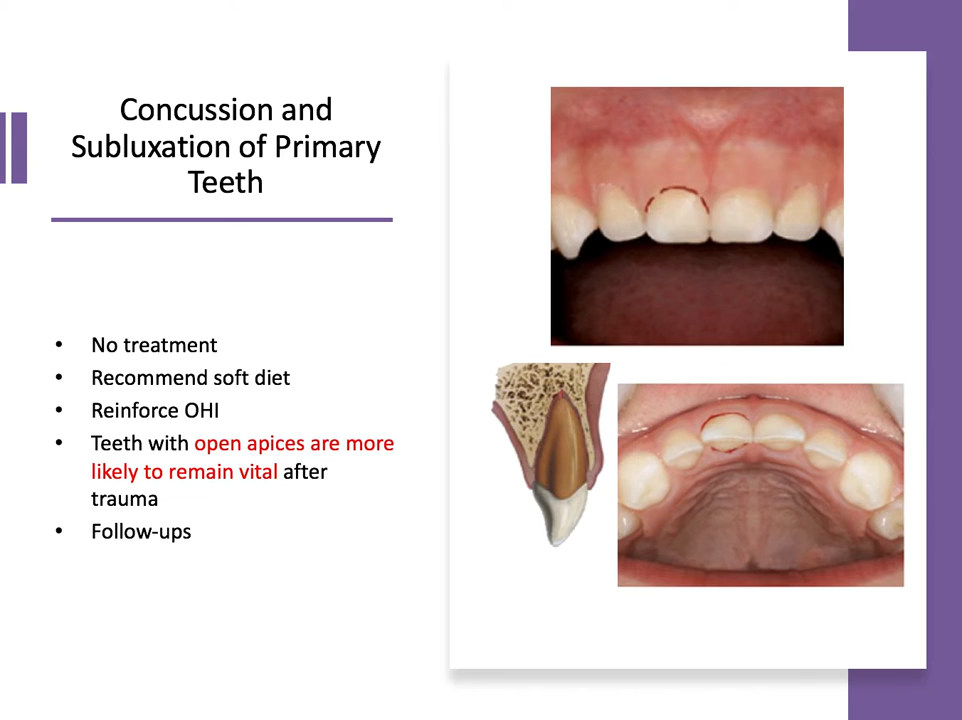 Concussion and
Subluxation of Primary
Teeth
• No treatment
• Recommend soft diet
• Reinforce OHI
• Teeth with open apices are more
likely to remain vital after
trauma
• Follow-ups